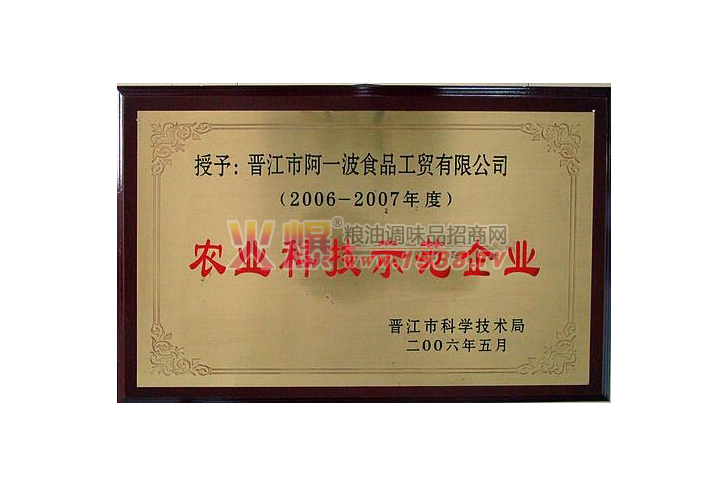 授予：晋江市阿一波食品工贸有限公司
（2006－2007年度）
®粮油调味品招商网
农业科技示范企业
晋江市科学技术局
二〇〇六年五月